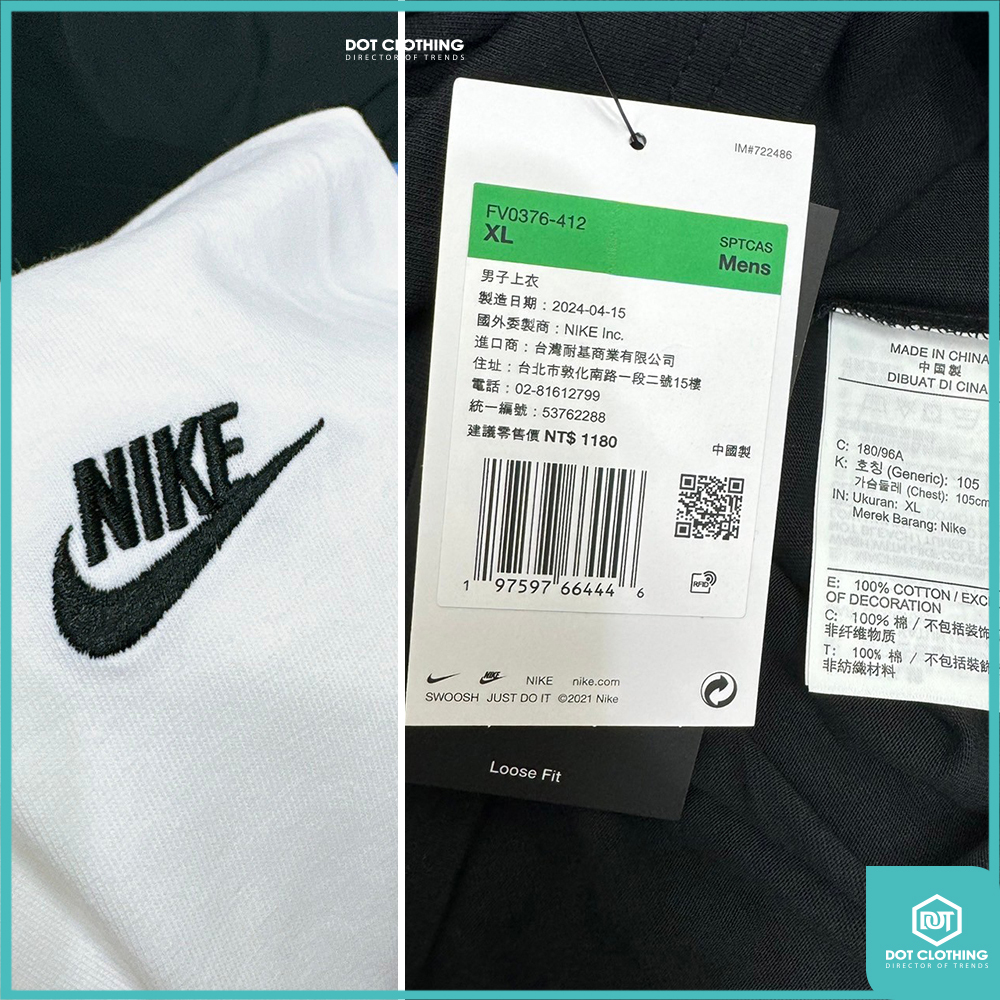 DOT CLOTHING
DIRECTOR OF TRENDS
NIKE
IM#722486
FV0376-412
XL
SPTCAS
Mens
男子上衣
製造日期：2024-04-15
國外委製商：NIKE Inc.
進口商：台灣耐基商業有限公司
住址：台北市敦化南路一段二號15樓
電話：02-81612799
統一編號：53762288
建議零售價 NT$ 1180
中國製
1 97597 66444 6
RFID
NIKE
NIKE nike.com
SWOOSH JUST DO IT ©2021 Nike
Loose Fit
MADE IN CHINA
中国製
DIBUAT DI CINA
C: 180/96A
K: 호칭 (Generic): 105
가슴둘레 (Chest): 105cm
IN: Ukuran: XL
Merek Barang: Nike
E: 100% COTTON / EXC
OF DECORATION
C: 100% 棉 / 不包括装饰
非纤维物质
T: 100% 棉 / 不包括裝飾
非紡織材料
DOT
DOT CLOTHING
DIRECTOR OF TRENDS